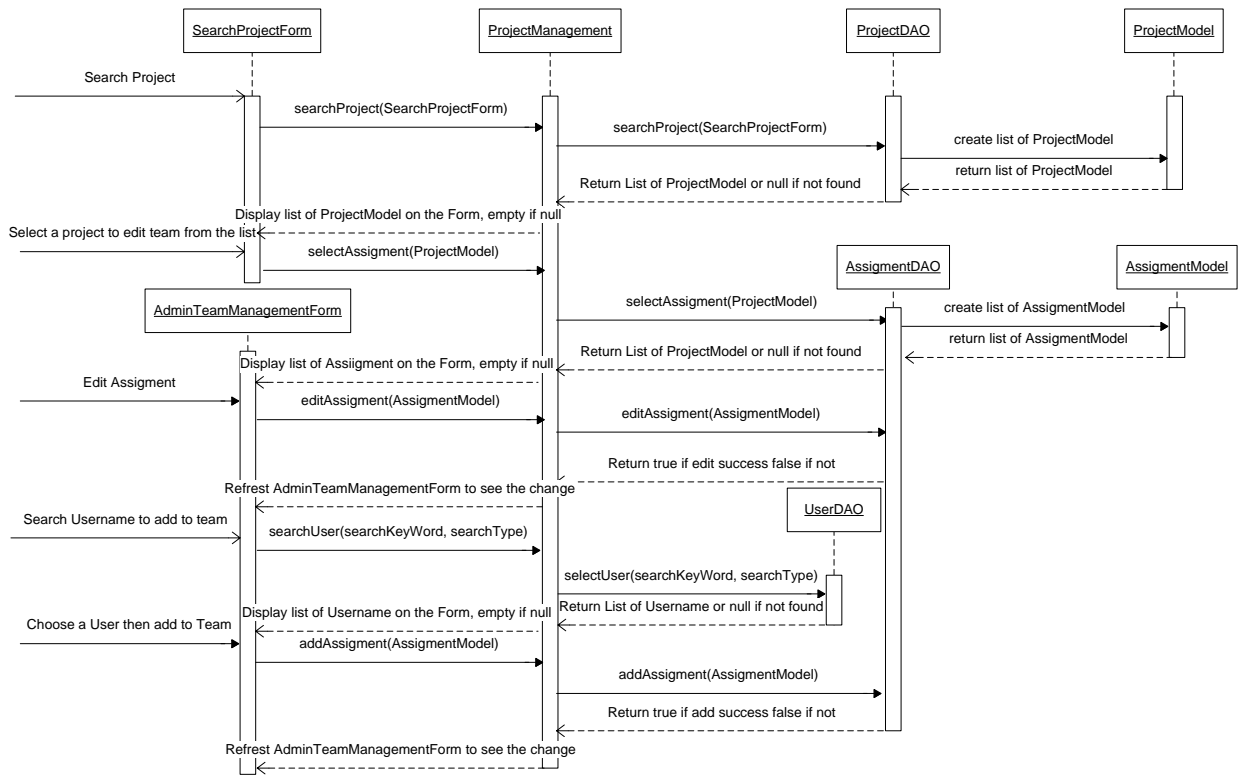 SearchProjectForm
ProjectManagement
ProjectDAO
ProjectModel
Search Project
searchProject(SearchProjectForm)
searchProject(SearchProjectForm)
create list of ProjectModel
return list of ProjectModel
Return List of ProjectModel or null if not found
Display list of ProjectModel on the Form, empty if null
Select a project to edit team from the list
selectAssigment(ProjectModel)
AssigmentDAO
AssigmentModel
AdminTeamManagementForm
selectAssigment(ProjectModel)
create list of AssigmentModel
return list of AssigmentModel
Return List of ProjectModel or null if not found
Display list of Assiigment on the Form, empty if null
Edit Assigment
editAssigment(AssigmentModel)
editAssigment(AssigmentModel)
Return true if edit success false if not
Refrest AdminTeamManagementForm to see the change
UserDAO
Search Username to add to team
searchUser(searchKeyWord, searchType)
selectUser(searchKeyWord, searchType)
Return List of Username or null if not found
Display list of Username on the Form, empty if null
Choose a User then add to Team
addAssigment(AssigmentModel)
addAssigment(AssigmentModel)
Return true if add success false if not
Refrest AdminTeamManagementForm to see the change